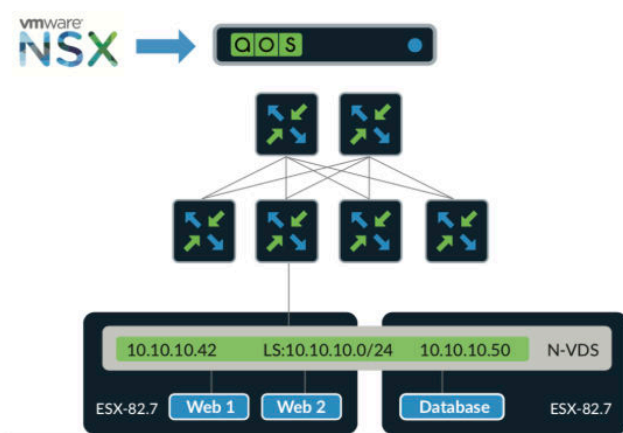 vmware
NSX
aOS
10.10.10.42 LS:10.10.10.0/24 10.10.10.50 N-VDS
ESX-82.7 Web 1 Web 2 Database ESX-82.7